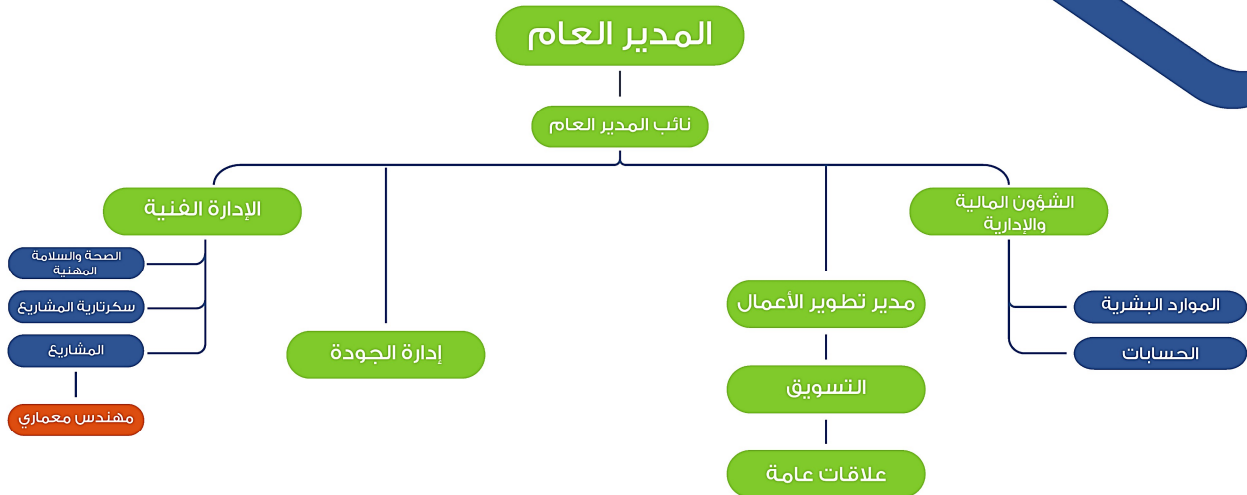 المدير العام
نائب المدير العام
الشؤون المالية
والإدارية
الموارد البشرية
الحسابات
مدير تطوير الأعمال
التسويق
علاقات عامة
إدارة الجودة
الإدارة الفنية
الصحة والسلامة
المهنية
سكرتارية المشاريع
المشاريع
مهندس معماري